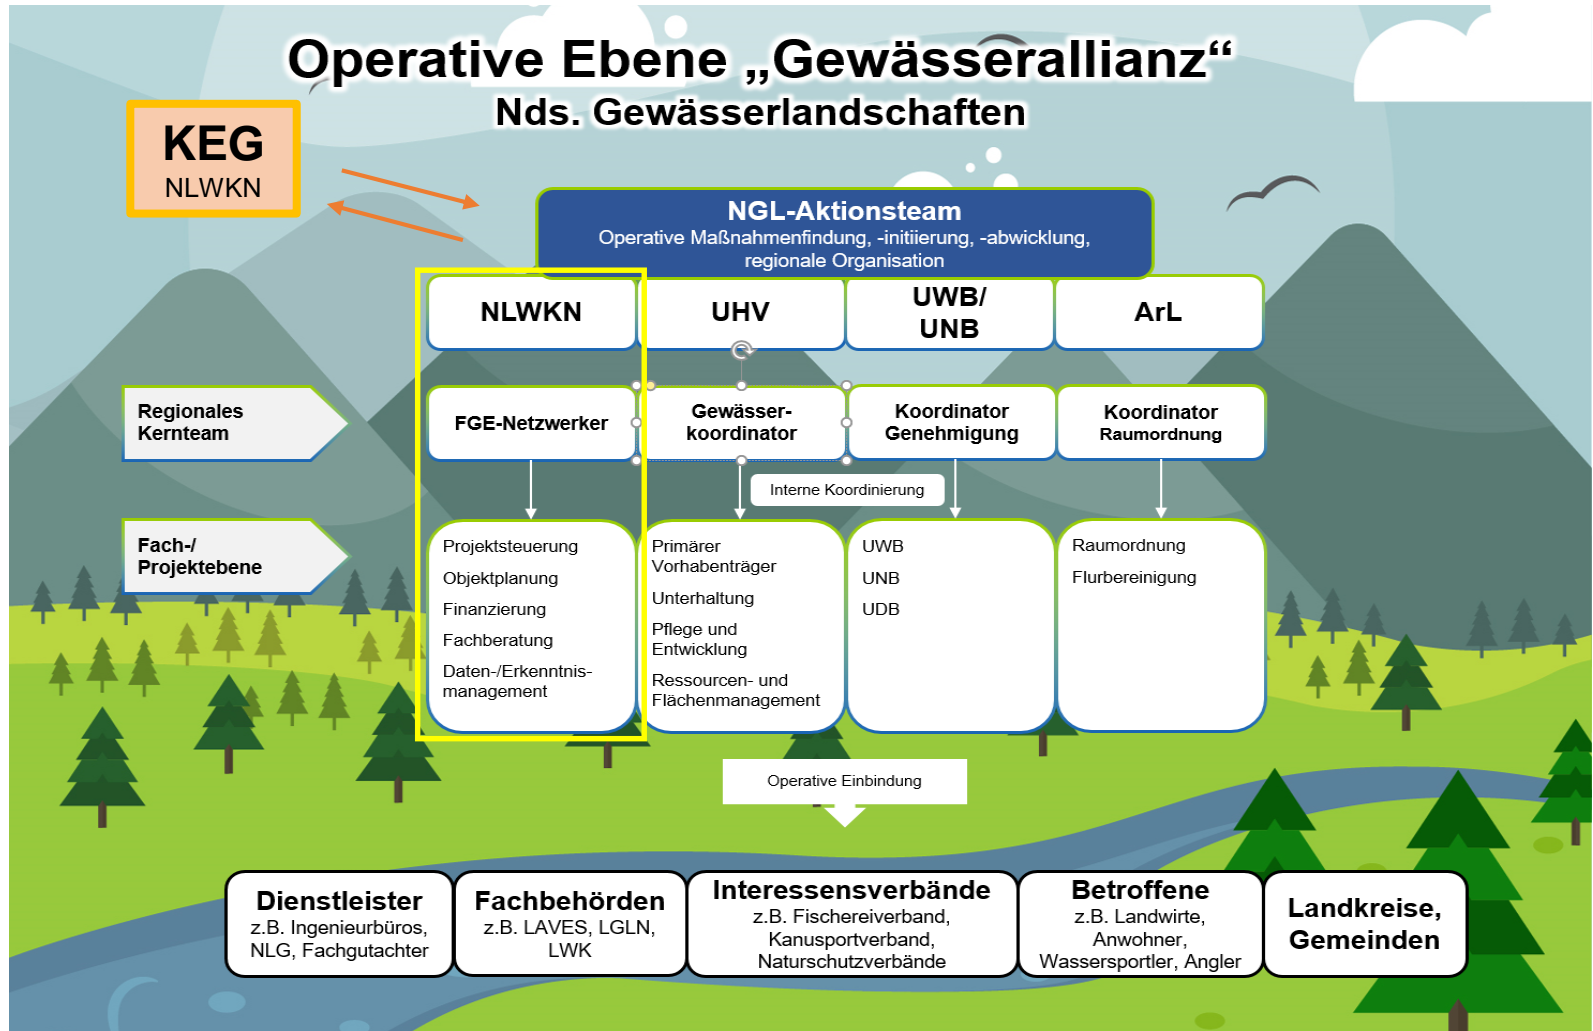 Operative Ebene „Gewässerallianz“
Nds. Gewässerlandschaften
KEG
NLWKN
NGL-Aktionsteam
Operative Maßnahmenfindung, -initiierung, -abwicklung,
regionale Organisation
NLWKN
UHV
UWB/
UNB
ArL
Regionales
Kernteam
FGE-Netzwerker
Gewässer-
koordinator
Koordinator
Genehmigung
Koordinator
Raumordnung
Interne Koordinierung
Fach-/
Projektebene
Projektsteuerung
Objektplanung
Finanzierung
Fachberatung
Daten-/Erkenntnis-
management
Primärer
Vorhabenträger
Unterhaltung
Pflege und
Entwicklung
Ressourcen- und
Flächenmanagement
UWB
UNB
UDB
Raumordnung
Flurbereinigung
Operative Einbindung
Dienstleister
z.B. Ingenieurbüros,
NLG, Fachgutachter
Fachbehörden
z.B. LAVES, LGLN,
LWK
Interessensverbände
z.B. Fischereiverband,
Kanusportverband,
Naturschutzverbände
Betroffene
z.B. Landwirte,
Anwohner,
Wassersportler, Angler
Landkreise,
Gemeinden